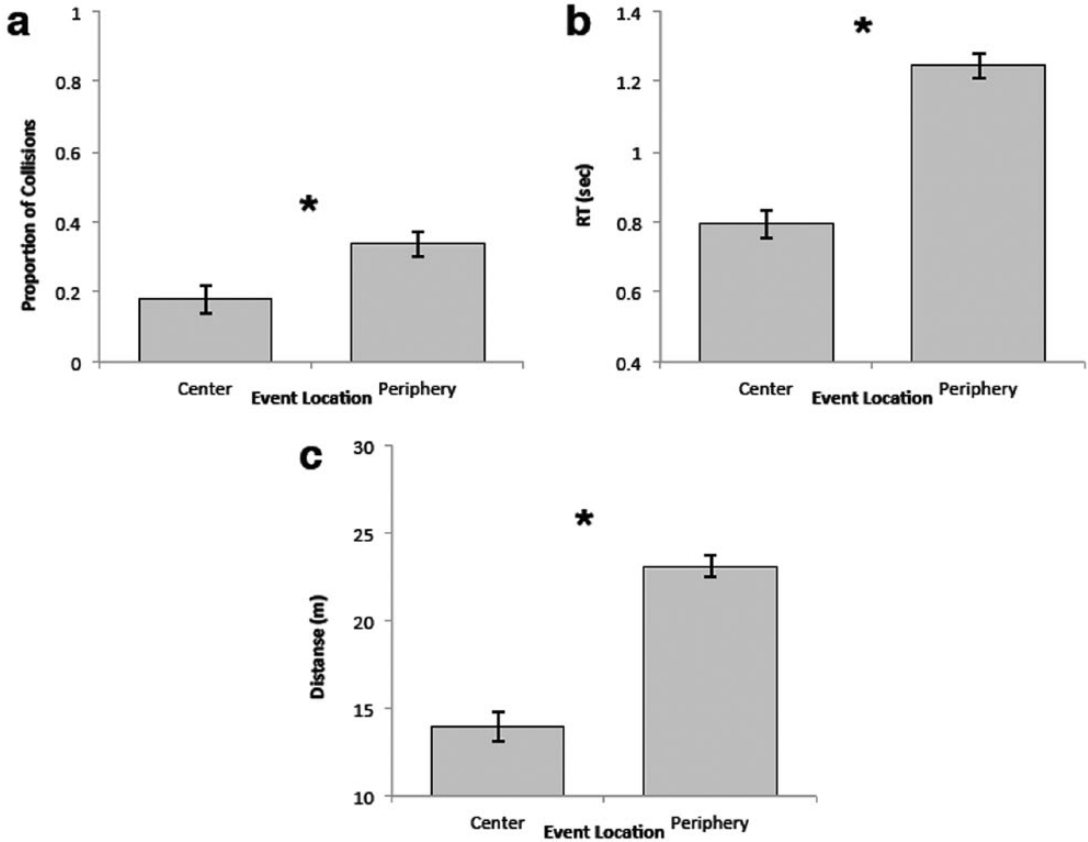 a
1
0.8
0.6
0.4
0.2
0
Proportion of Collisions
*
Center Event Location Periphery
b
1.4
1.2
1
0.8
0.6
0.4
RT (sec)
*
Center Event Location Periphery
c
30
25
20
15
10
Distanse (m)
*
Center Event Location Periphery